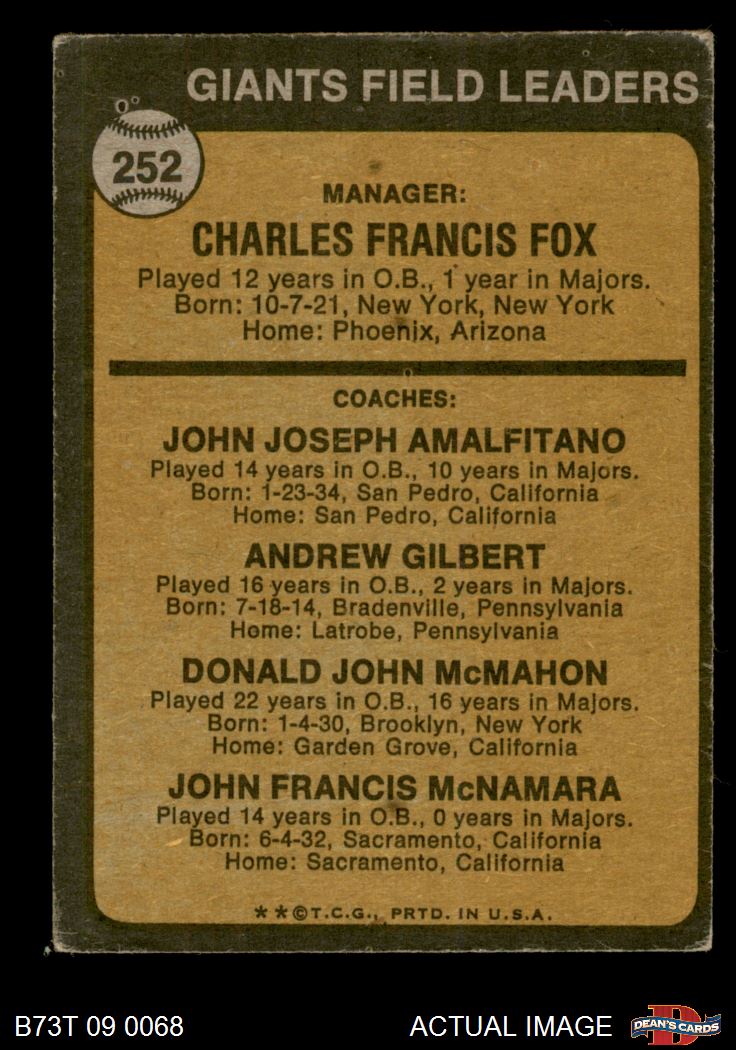 GIANTS FIELD LEADERS
252
MANAGER:
CHARLES FRANCIS FOX
Played 12 years in O.B., 1 year in Majors.
Born: 10-7-21, New York, New York
Home: Phoenix, Arizona
COACHES:
JOHN JOSEPH AMALFITANO
Played 14 years in O.B., 10 years in Majors.
Born: 1-23-34, San Pedro, California
Home: San Pedro, California
ANDREW GILBERT
Played 16 years in O.B., 2 years in Majors.
Born: 7-18-14, Bradenville, Pennsylvania
Home: Latrobe, Pennsylvania
DONALD JOHN McMAHON
Played 22 years in O.B., 16 years in Majors.
Born: 1-4-30, Brooklyn, New York
Home: Garden Grove, California
JOHN FRANCIS McNAMARA
Played 14 years in O.B., 0 years in Majors.
Born: 6-4-32, Sacramento, California
Home: Sacramento, California
**©T.C.G., PRTD. IN U.S.A.
B73T 09 0068 ACTUAL IMAGE
D
DEAN'S CARDS